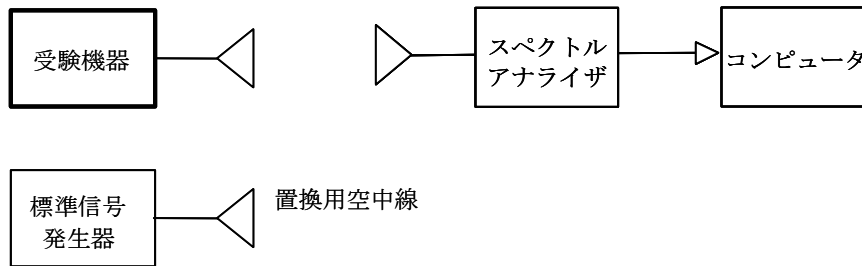 受験機器
スペクトル
アナライザ
コンピュータ
標準信号
発生器
置換用空中線